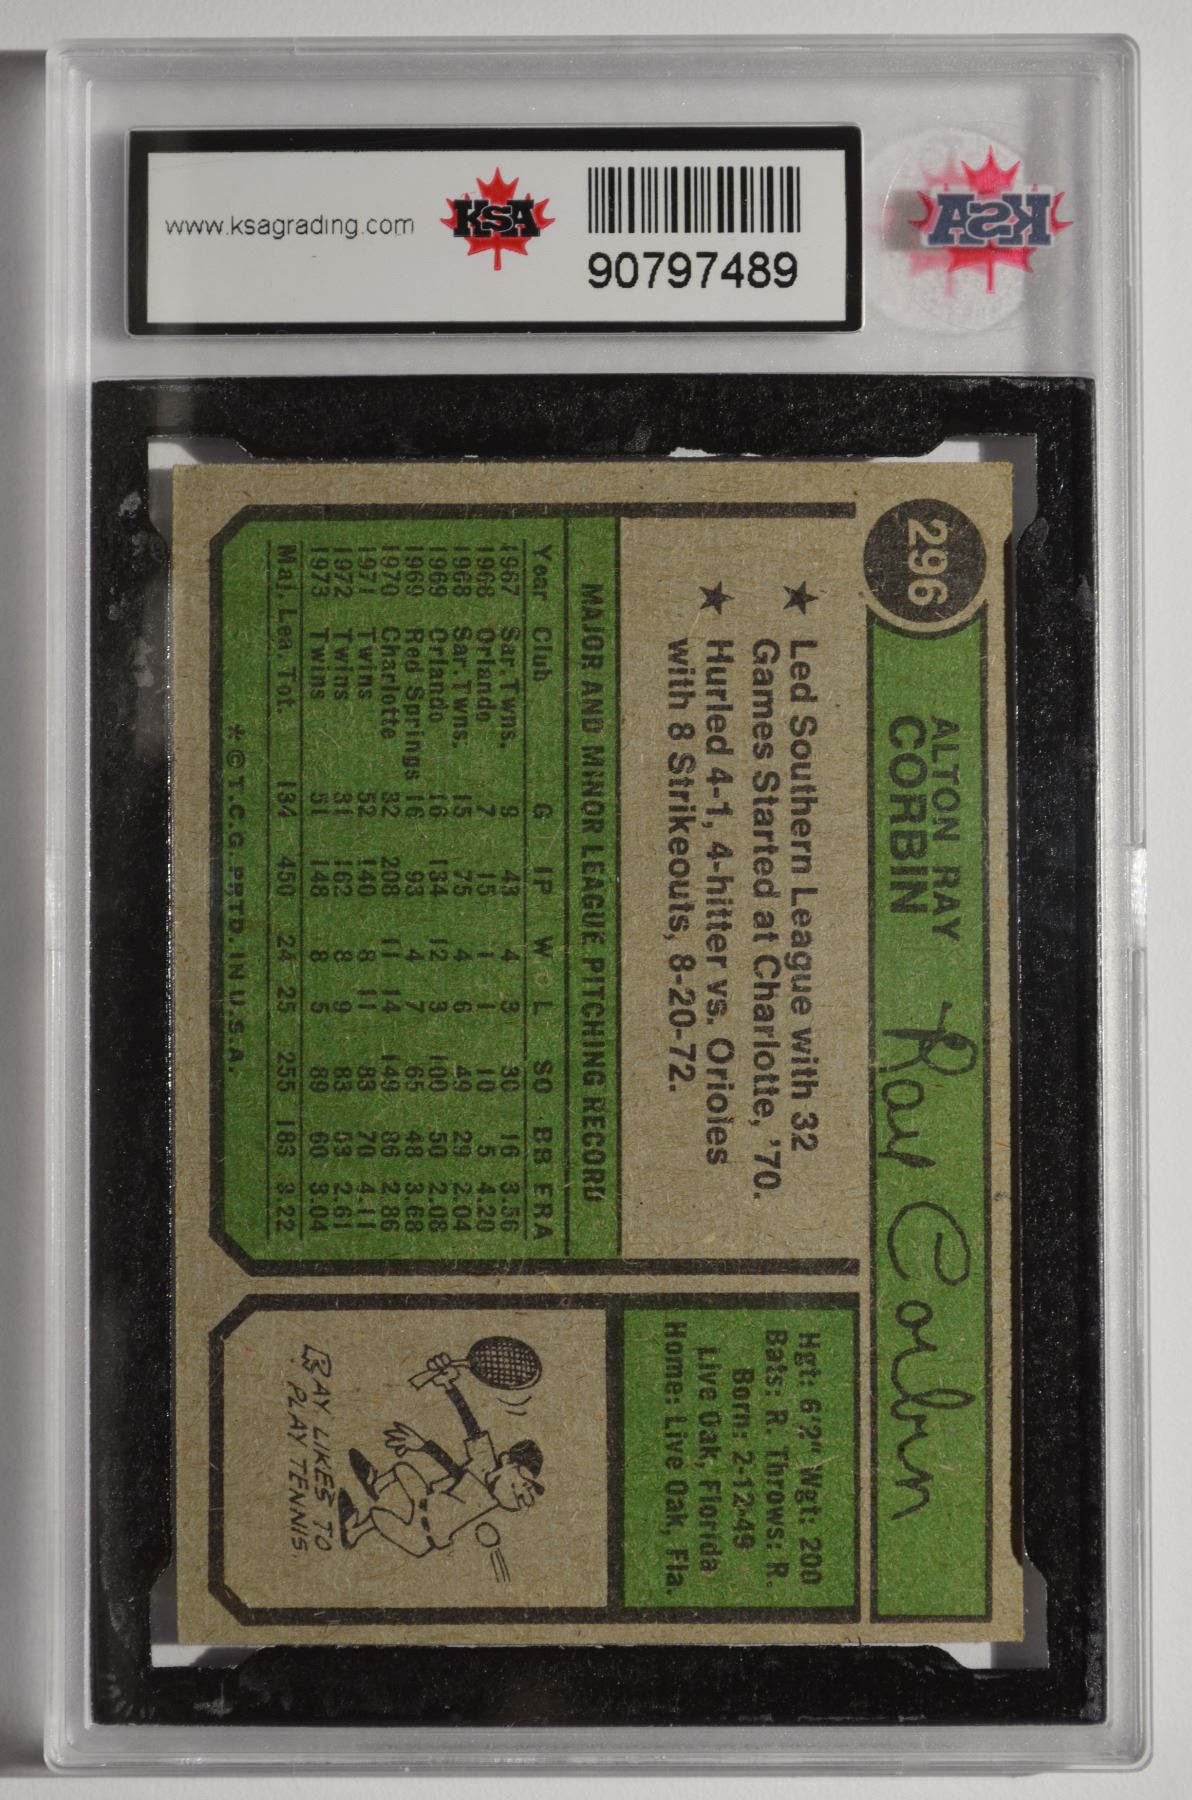 www.ksagrading.com
KSA
90797489
KSA
296
ALTON RAY
CORBIN
Ray Corbin
★ Led Southern League with 32
Games Started at Charlotte, '70.
★ Hurled 4-1, 4-hitter vs. Orioles
with 8 Strikeouts, 8-20-72.
MAJOR AND MINOR LEAGUE PITCHING RECORD
Year Club G IP W L SO BB ERA
1967 Sar. Twns. 9 43 4 3 30 16 3.56
1968 Orlando 7 15 1 1 10 5 4.20
1968 Sar. Twns. 15 75 4 6 49 29 2.04
1969 Orlando 16 134 12 3 100 50 2.08
1969 Red Springs 16 93 4 7 65 48 3.68
1970 Charlotte 32 208 11 14 149 86 2.86
1971 Twins 52 140 8 11 83 70 4.11
1972 Twins 31 162 8 9 83 53 2.61
1973 Twins 51 148 8 5 89 60 3.04
Maj. Lea. Tot. 134 450 24 25 255 183 3.22
*© T.C.G. PRTD. IN U.S.A.
Hgt: 6'2" Wgt: 200
Bats: R. Throws: R.
Born: 2-12-49
Live Oak, Florida
Home: Live Oak, Fla.
RAY LIKES TO
PLAY TENNIS.